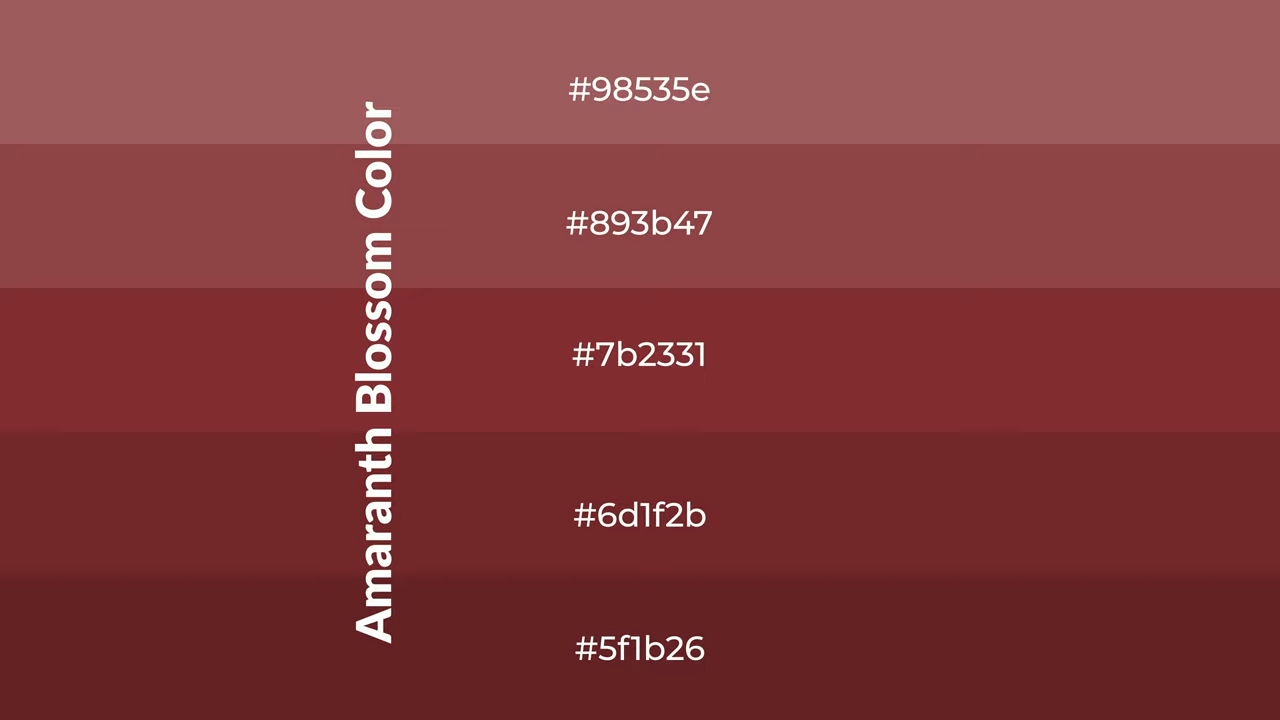 Amaranth Blossom Color
#98535e
#893b47
#7b2331
#6d1f2b
#5f1b26